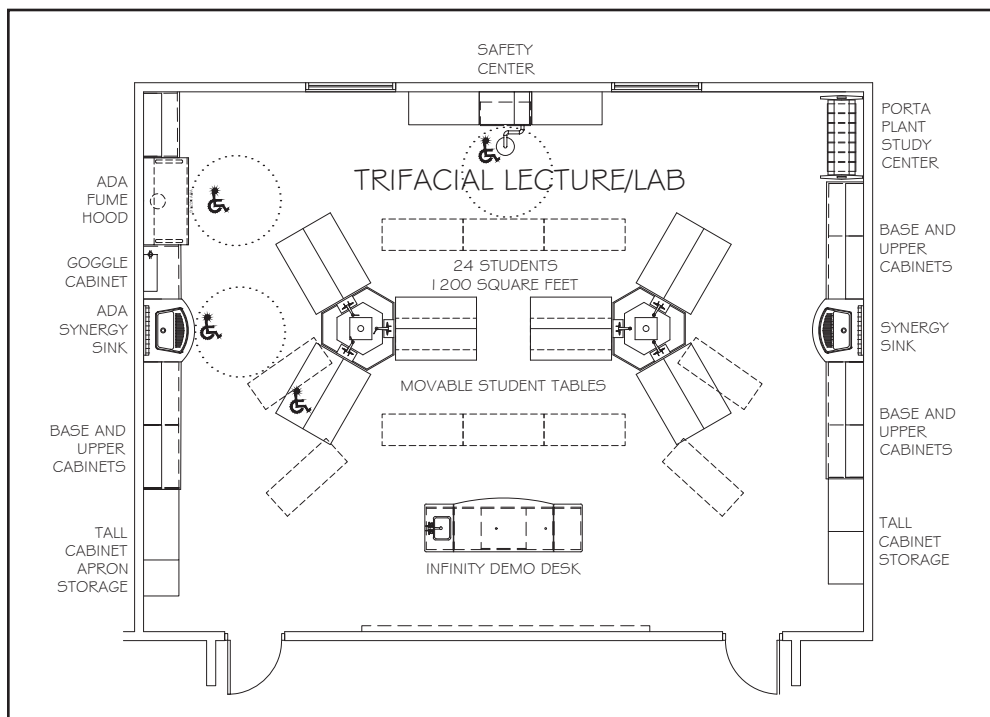 SAFETY
CENTER
PORTA
PLANT
STUDY
CENTER
TRIFACIAL LECTURE/LAB
ADA
FUME
HOOD
BASE AND
UPPER
CABINETS
24 STUDENTS
1200 SQUARE FEET
GOGGLE
CABINET
ADA
SYNERGY
SINK
SYNERGY
SINK
MOVABLE STUDENT TABLES
BASE AND
UPPER
CABINETS
BASE AND
UPPER
CABINETS
TALL
CABINET
APRON
STORAGE
TALL
CABINET
STORAGE
INFINITY DEMO DESK